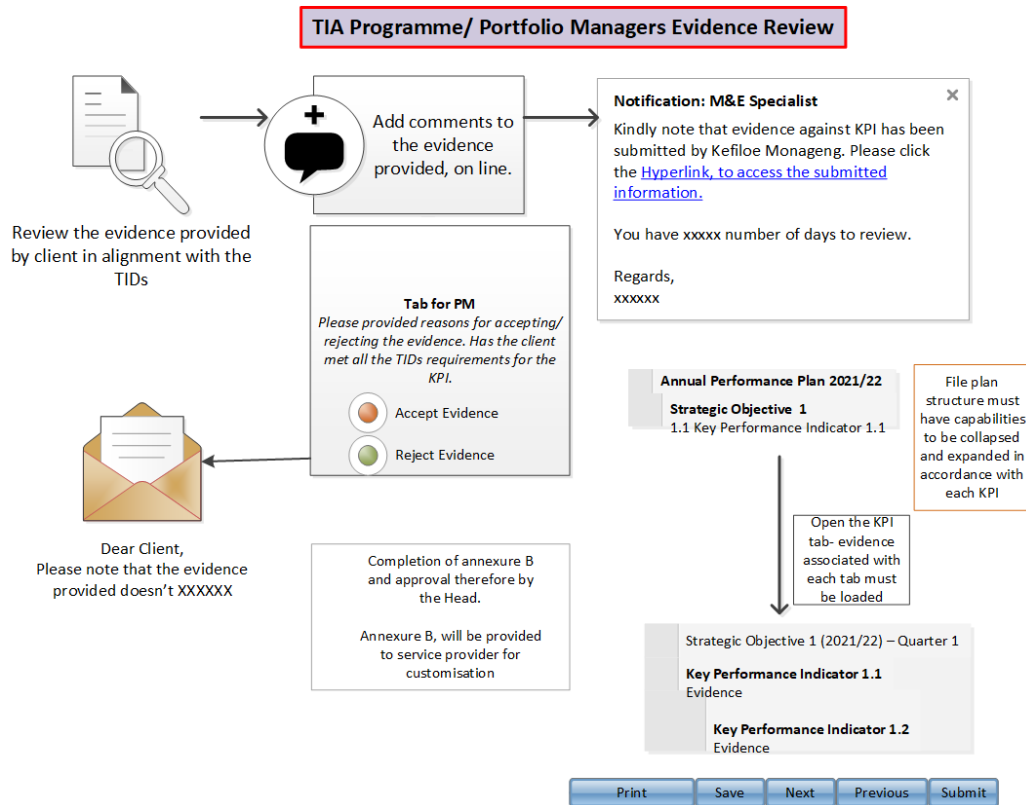 TIA Programme/ Portfolio Managers Evidence Review
Review the evidence provided
by client in alignment with the
TIDs
Add comments to
the evidence
provided, on line.
Notification: M&E Specialist
Kindly note that evidence against KPI has been
submitted by Kefiloe Monageng. Please click
the Hyperlink, to access the submitted
information.
You have xxxxx number of days to review.
Regards,
xxxxxx
Tab for PM
Please provided reasons for accepting/
rejecting the evidence. Has the client
met all the TIDs requirements for the
KPI.
Accept Evidence
Reject Evidence
Dear Client,
Please note that the evidence
provided doesn't XXXXXX
Completion of annexure B
and approval therefore by
the Head.
Annexure B, will be provided
to service provider for
customisation
Annual Performance Plan 2021/22
Strategic Objective 1
1.1 Key Performance Indicator 1.1
File plan
structure must
have capabilities
to be collapsed
and expanded in
accordance with
each KPI
Open the KPI
tab- evidence
associated with
each tab must
be loaded
Strategic Objective 1 (2021/22) – Quarter 1
Key Performance Indicator 1.1
Evidence
Key Performance Indicator 1.2
Evidence
Print
Save
Next
Previous
Submit